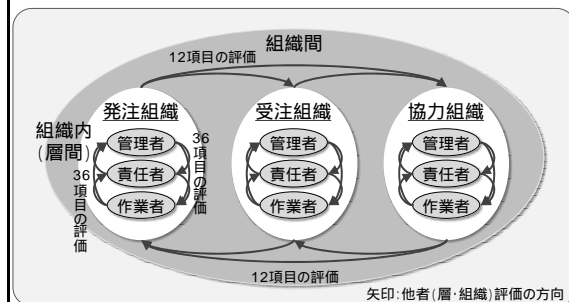 組織間
12項目の評価
発注組織
受注組織
協力組織
組織内
(層間)
管理者
責任者
作業者
36項目の評価
36項目の評価
管理者
責任者
作業者
管理者
責任者
作業者
12項目の評価
矢印:他者(層･組織)評価の方向